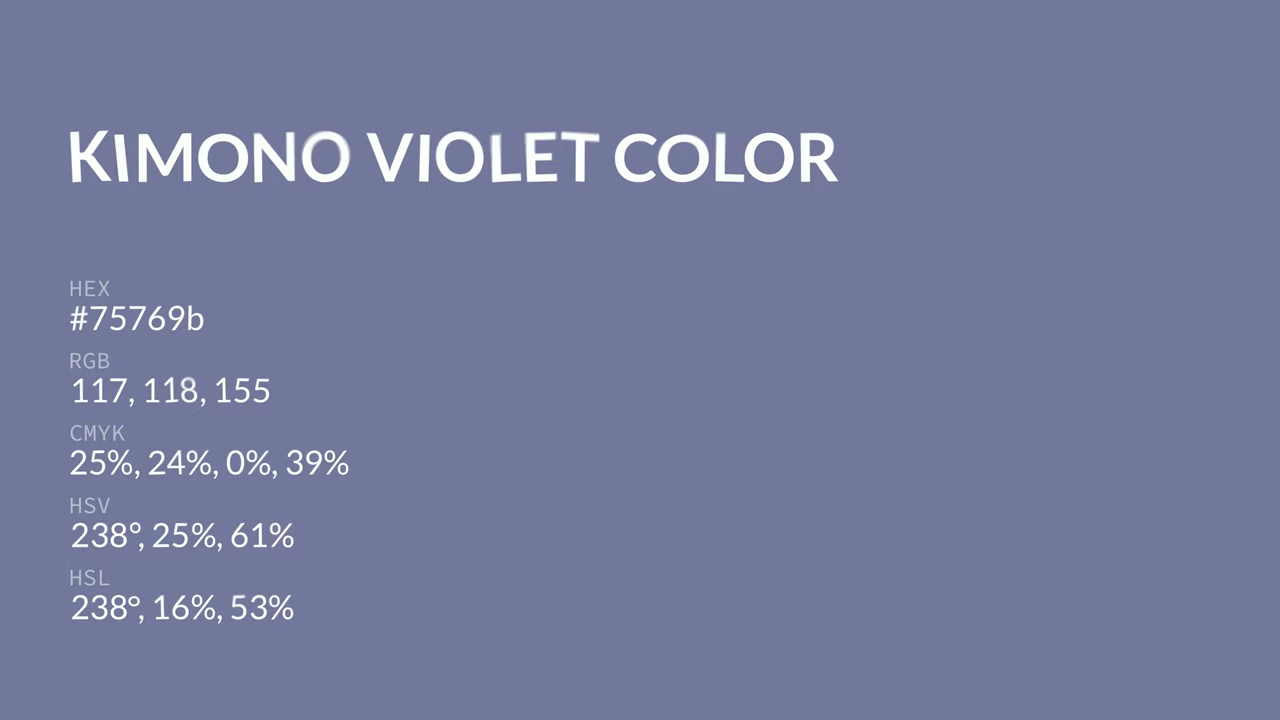 KIMONO VIOLET COLOR
HEX
#75769b
RGB
117, 118, 155
CMYK
25%, 24%, 0%, 39%
HSV
238°, 25%, 61%
HSL
238°, 16%, 53%